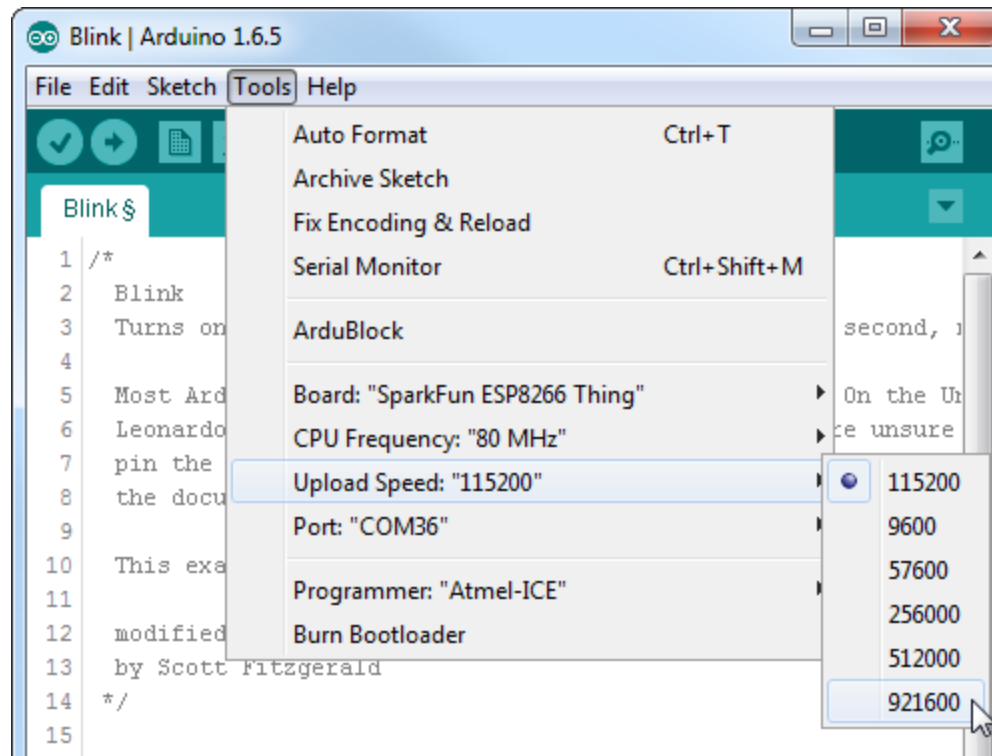 Blink | Arduino 1.6.5
File Edit Sketch Tools Help
Auto Format Ctrl+T
Archive Sketch
Fix Encoding & Reload
Serial Monitor Ctrl+Shift+M
ArduBlock
Board: "SparkFun ESP8266 Thing"
CPU Frequency: "80 MHz"
Upload Speed: "115200"
Port: "COM36"
Programmer: "Atmel-ICE"
Burn Bootloader
115200
9600
57600
256000
512000
921600
Blink §
1 /*
2 Blink
3 Turns on second,
4
5 Most Ard On the
6 Leonardo unsure
7 pin the
8 the docu
9
10 This exa
11
12 modified
13 by Scott Fitzgerald
14 */
15